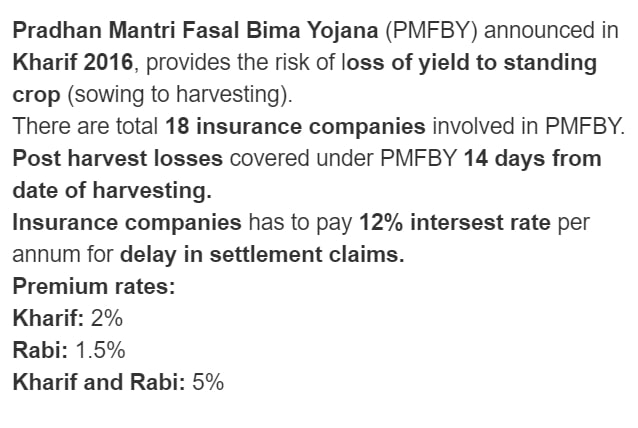 Pradhan Mantri Fasal Bima Yojana (PMFBY) announced in
Kharif 2016, provides the risk of loss of yield to standing
crop (sowing to harvesting).
There are total 18 insurance companies involved in PMFBY.
Post harvest losses covered under PMFBY 14 days from
date of harvesting.
Insurance companies has to pay 12% intersest rate per
annum for delay in settlement claims.
Premium rates:
Kharif: 2%
Rabi: 1.5%
Kharif and Rabi: 5%